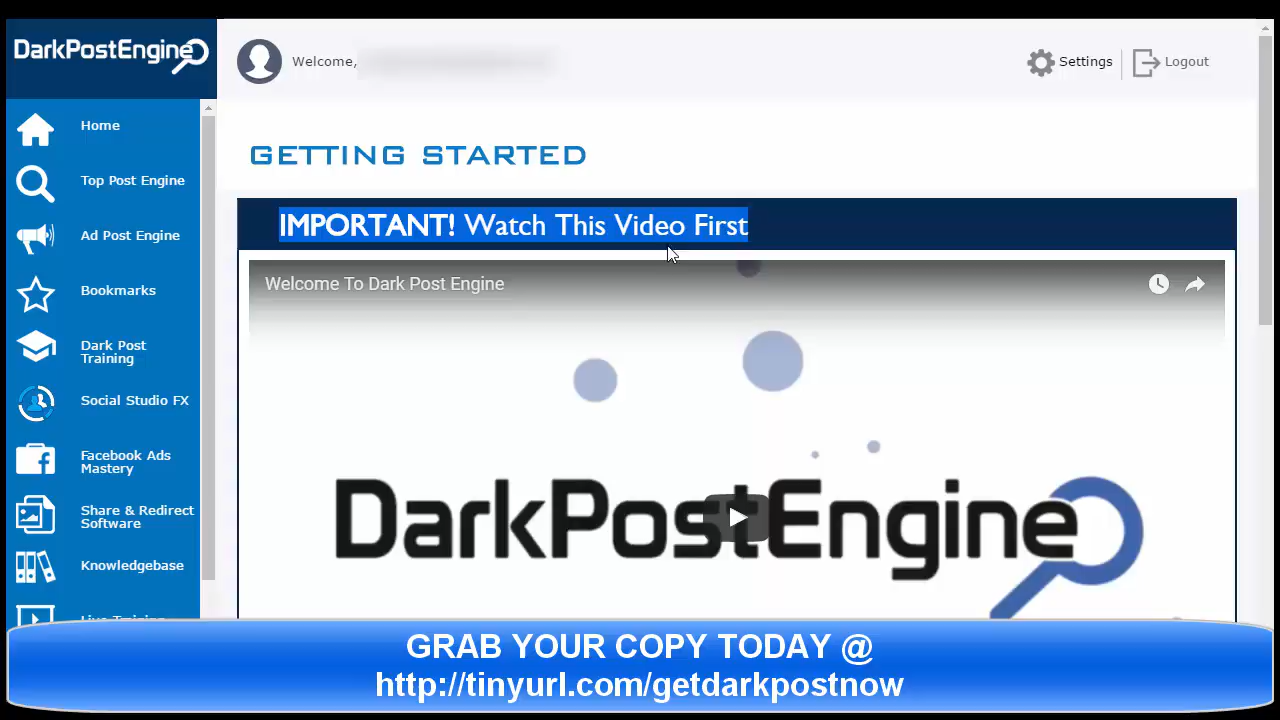 DarkPostEngine
Welcome,
Settings
Logout
Home
Top Post Engine
Ad Post Engine
Bookmarks
Dark Post
Training
Social Studio FX
Facebook Ads
Mastery
Share & Redirect
Software
Knowledgebase
Live Training
GETTING STARTED
IMPORTANT! Watch This Video First
Welcome To Dark Post Engine
DarkPostEngine
GRAB YOUR COPY TODAY @
http://tinyurl.com/getdarkpostnow